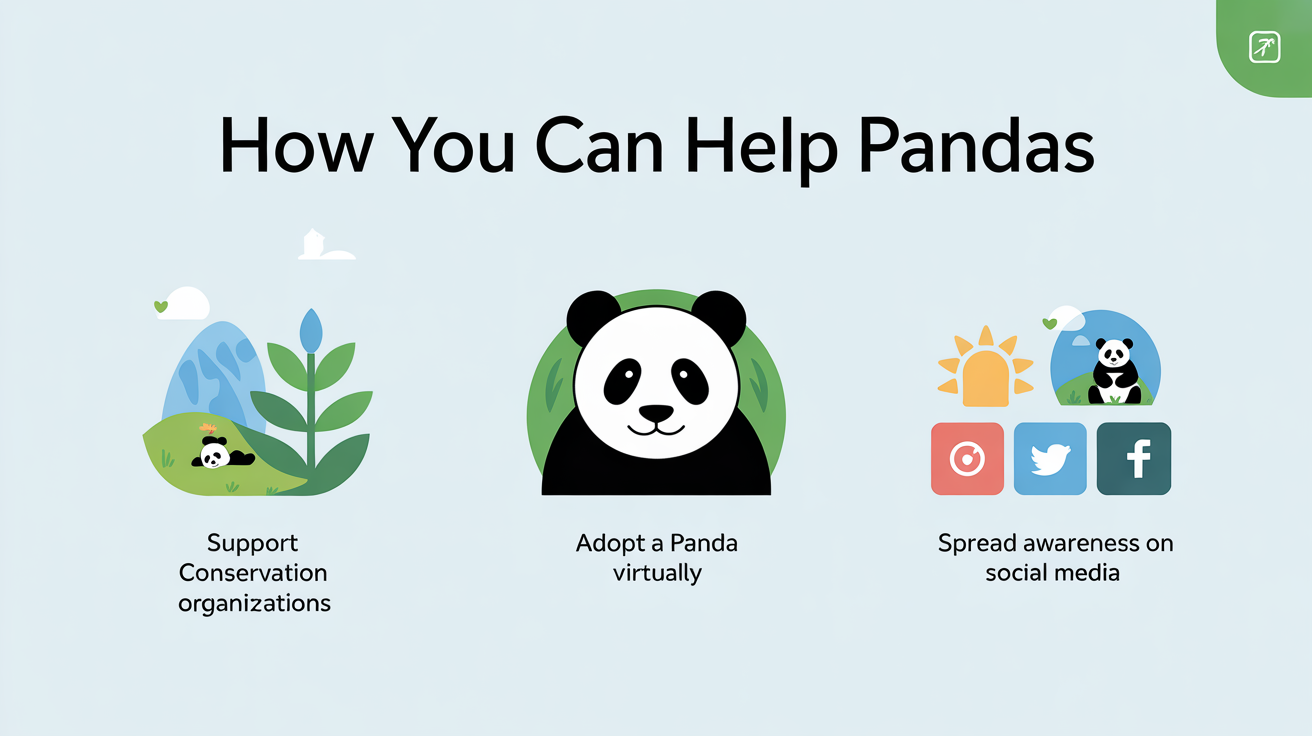 How You Can Help Pandas
Support
Conservation
organizations
Adopt a Panda
virtually
Spread awareness on
social media
f